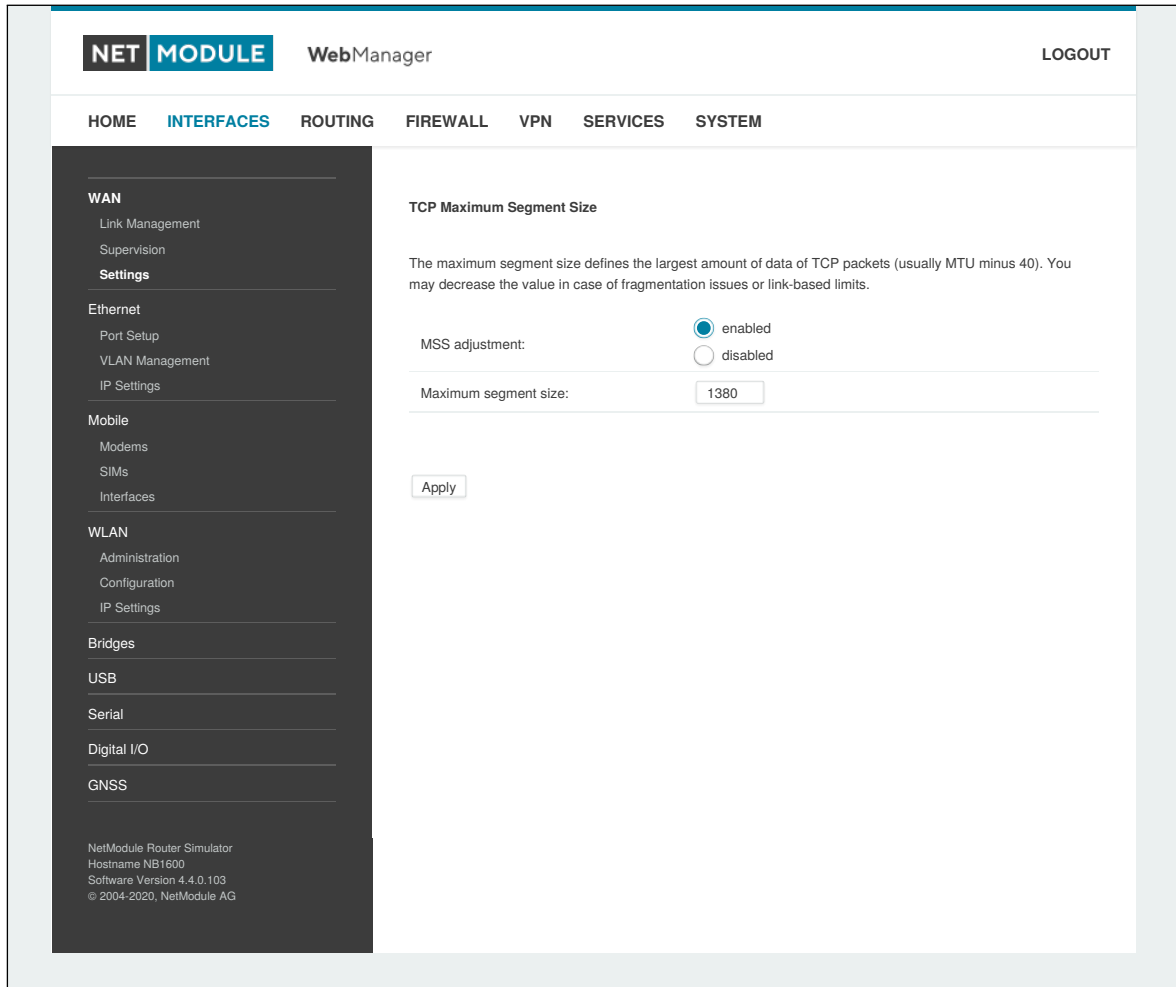 NET MODULE WebManager LOGOUT
HOME INTERFACES ROUTING FIREWALL VPN SERVICES SYSTEM
WAN
Link Management
Supervision
Settings
Ethernet
Port Setup
VLAN Management
IP Settings
Mobile
Modems
SIMs
Interfaces
WLAN
Administration
Configuration
IP Settings
Bridges
USB
Serial
Digital I/O
GNSS
NetModule Router Simulator
Hostname NB1600
Software Version 4.4.0.103
© 2004-2020, NetModule AG
TCP Maximum Segment Size
The maximum segment size defines the largest amount of data of TCP packets (usually MTU minus 40). You
may decrease the value in case of fragmentation issues or link-based limits.
MSS adjustment:
enabled
disabled
Maximum segment size: 1380
Apply